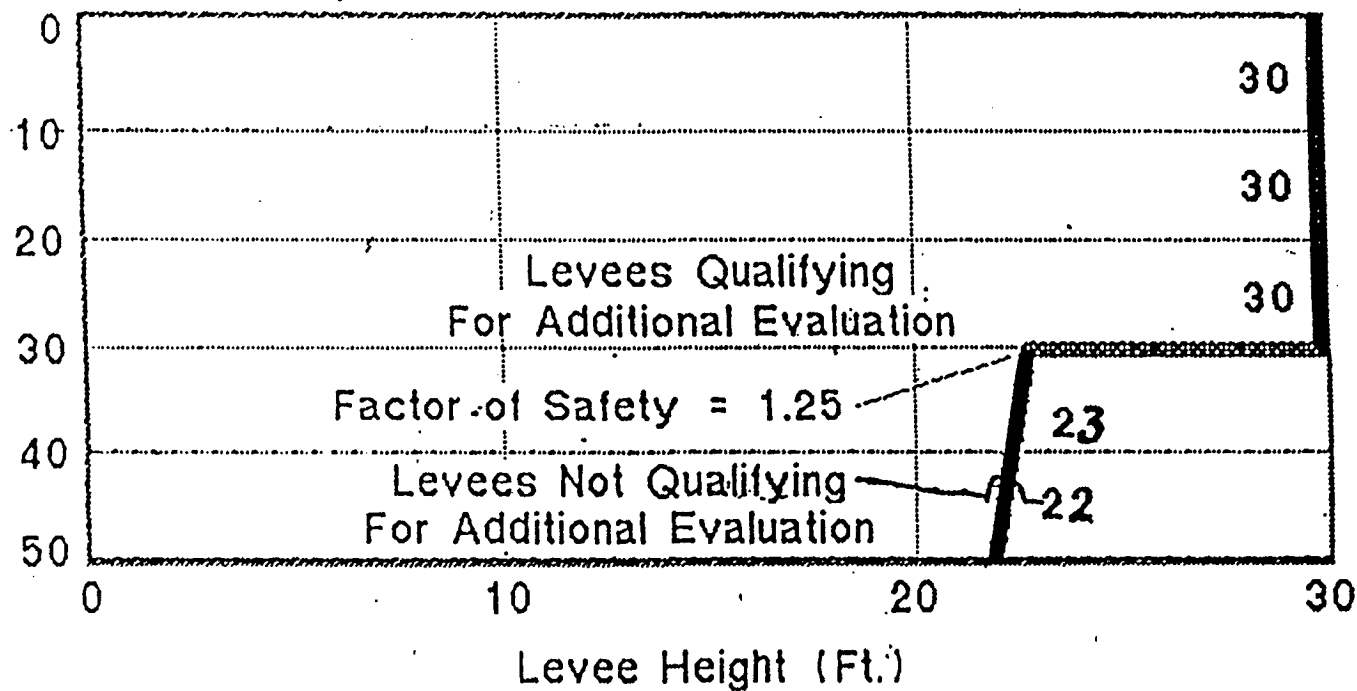 0
30
10
30
20
Levees Qualifying
For Additional Evaluation
30
30
Factor of Safety = 1.25
23
40
Levees Not Qualifying
For Additional Evaluation
22
50
0 10 20 30
Levee Height (Ft.)